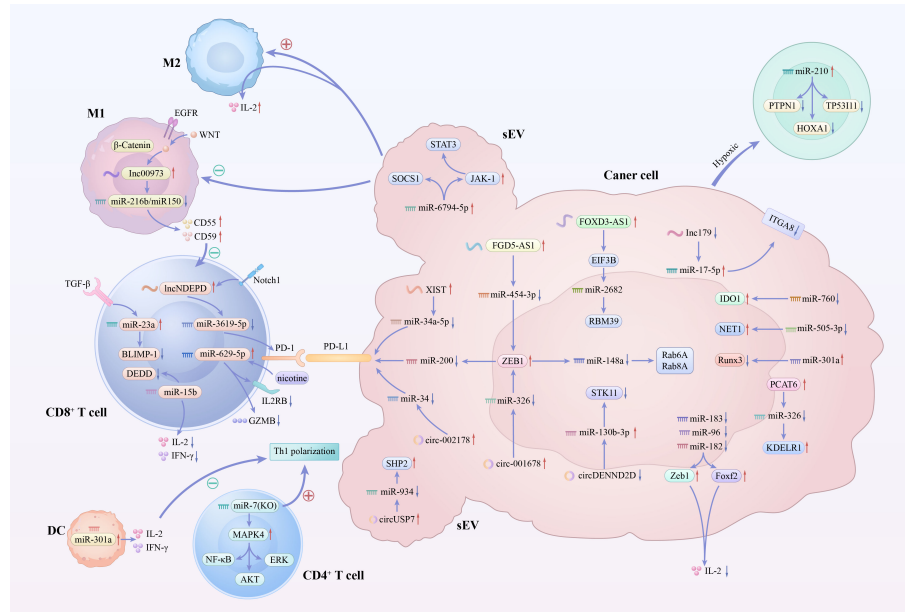 M2
IL-2
M1
EGFR
WNT
β-Catenin
lnc00973
miR-216b/miR150
CD55
CD59
sEV
STAT3
SOCS1
JAK-1
miR-6794-5p
Hypoxic
miR-210
PTPN1
TP53I11
HOXA1
Caner cell
TGF-β
Notch1
lncNDEPD
miR-23a
miR-3619-5p
BLIMP-1
miR-629-5p
DEDD
miR-15b
PD-1
PD-L1
nicotine
IL2RB
GZMB
CD8⁺ T cell
IL-2
IFN-γ
XIST
miR-34a-5p
miR-200
miR-34
circ-002178
FGD5-AS1
miR-454-3p
ZEB1
miR-326
circ-001678
FOXD3-AS1
EIF3B
miR-2682
RBM39
miR-148a
Rab6A
Rab8A
STK11
miR-130b-3p
circDENND2D
lnc179
miR-17-5p
ITGA8
IDO1
miR-760
NET1
miR-505-3p
Runx3
miR-301a
PCAT6
miR-326
KDELR1
miR-183
miR-96
miR-182
Zeb1
Foxf2
IL-2
SHP2
miR-934
circUSP7
sEV
Th1 polarization
DC
miR-301a
IL-2
IFN-γ
miR-7(KO)
MAPK4
NF-κB
ERK
AKT
CD4⁺ T cell